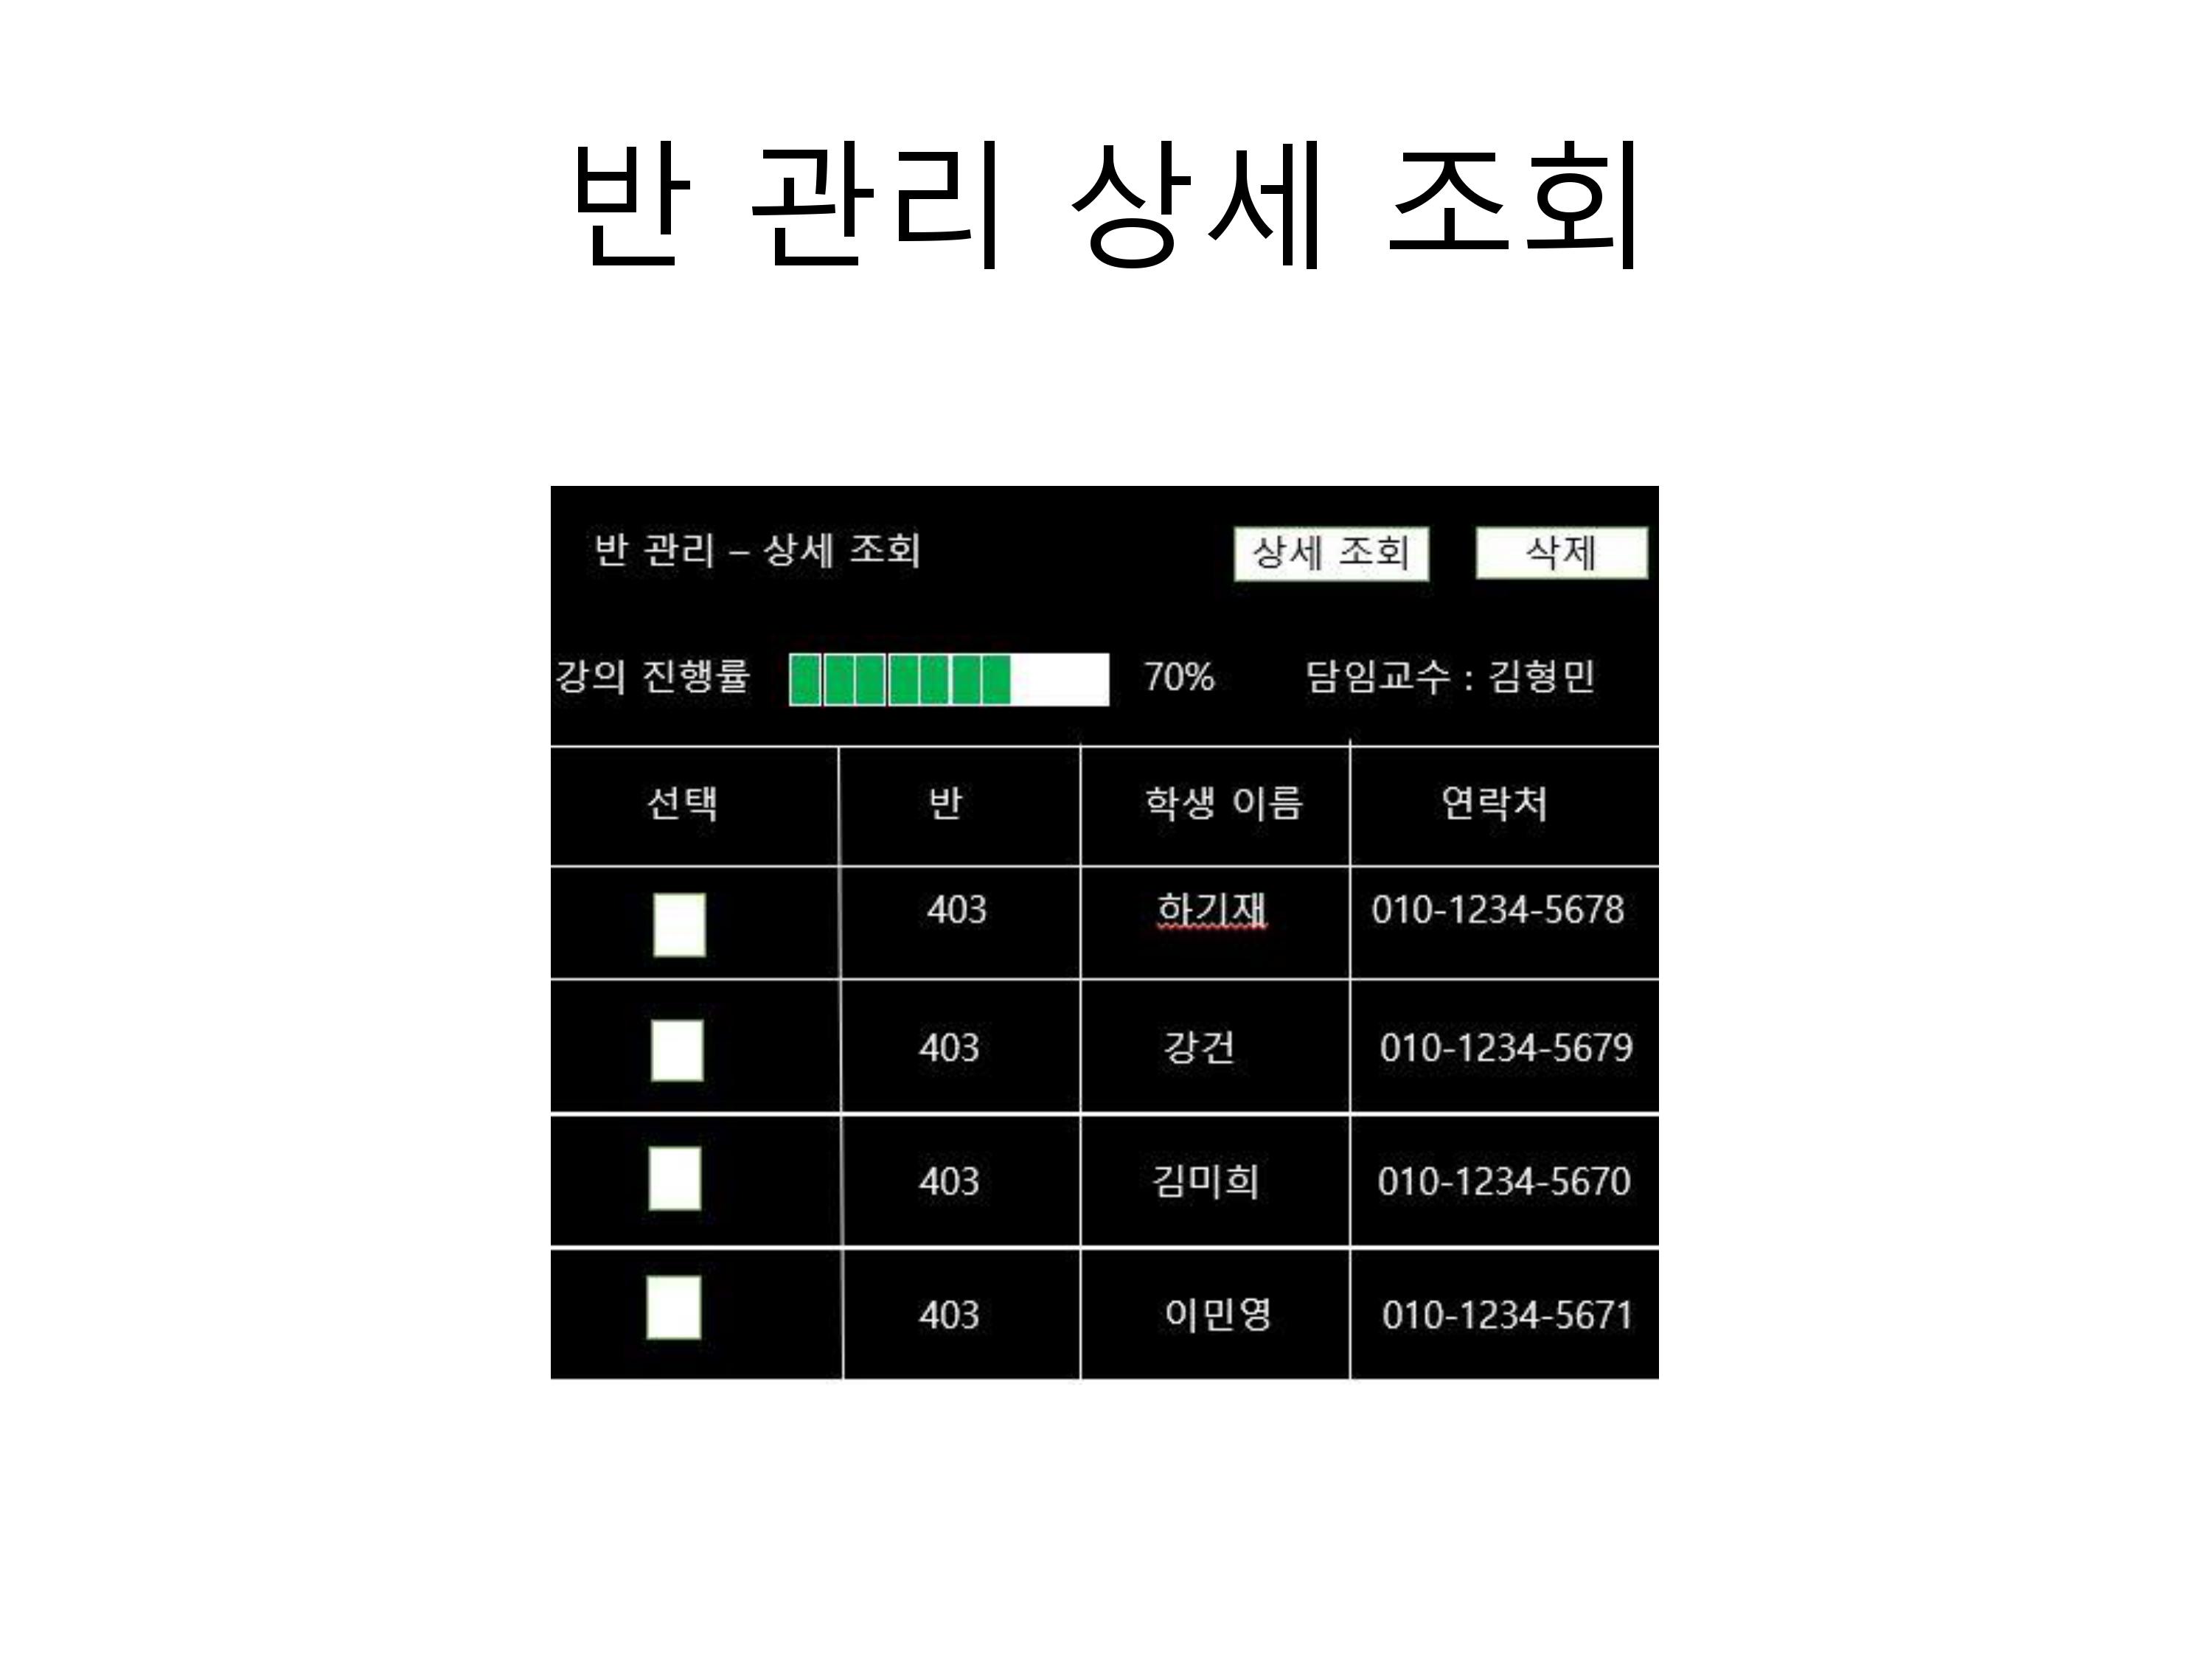 반 관리 상세 조회
반 관리 – 상세 조회 상세 조회 삭제
강의 진행률 70% 담임교수 : 김형민
선택 반 학생 이름 연락처
403 하기재 010-1234-5678
403 강건 010-1234-5679
403 김미희 010-1234-5670
403 이민영 010-1234-5671